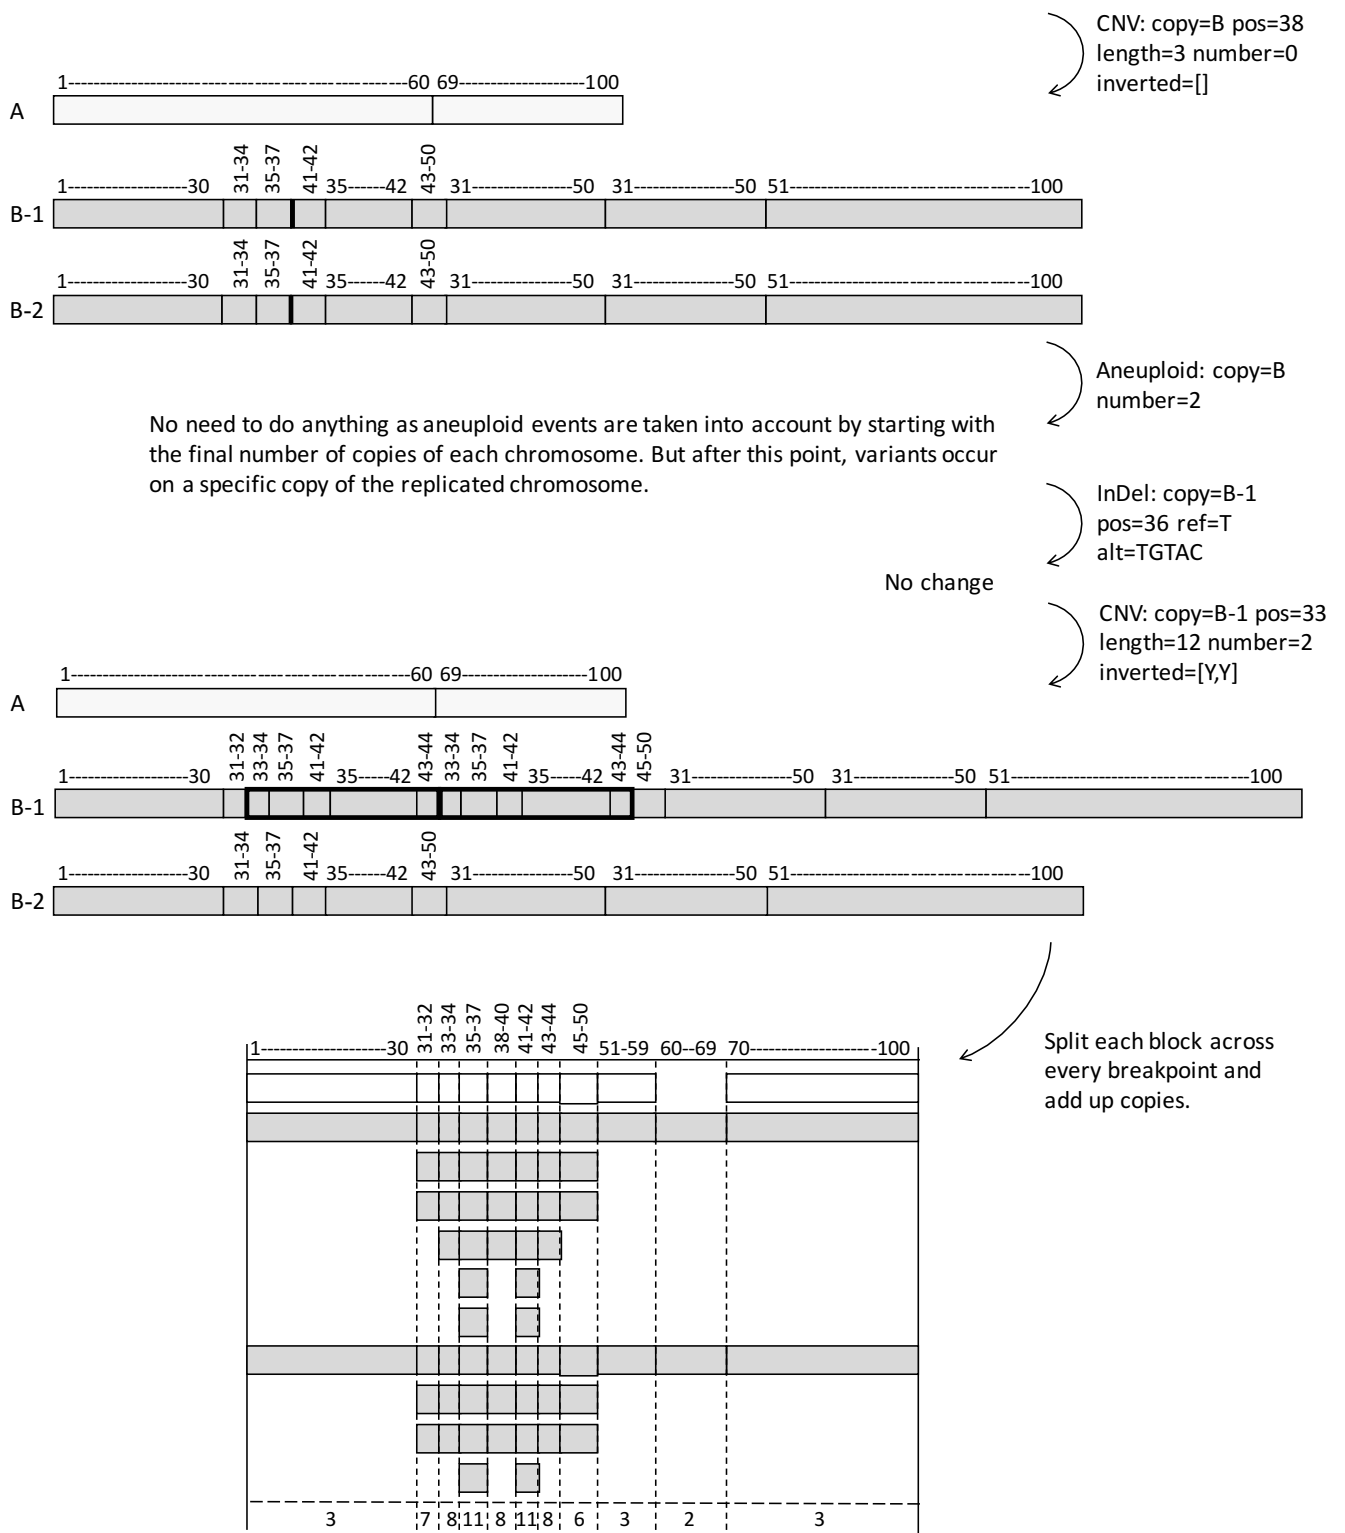 CNV: copy=B pos=38
length=3 number=0
inverted=[]
1--------------------------------------------------60 69----------------------100
A
31-34 35-37 41-42 43-50
1-------------------30 35------42 31----------------50 31----------------50 51---------------------------------------100
B-1
31-34 35-37 41-42 43-50
1-------------------30 35------42 31----------------50 31----------------50 51---------------------------------------100
B-2
Aneuploid: copy=B
number=2
No need to do anything as aneuploid events are taken into account by starting with
the final number of copies of each chromosome. But after this point, variants occur
on a specific copy of the replicated chromosome.
InDel: copy=B-1
pos=36 ref=T
alt=TGTAC
No change
CNV: copy=B-1 pos=33
length=12 number=2
inverted=[Y,Y]
1--------------------------------------------------60 69----------------------100
A
31-32 33-34 35-37 41-42 43-44 33-34 35-37 41-42 43-44 45-50
1-------------------30 35-----42 35-----42 31----------------50 31----------------50 51---------------------------------------100
B-1
31-34 35-37 41-42 43-50
1-------------------30 35------42 31----------------50 31----------------50 51---------------------------------------100
B-2
31-32 33-34 35-37 38-40 41-42 43-44 45-50
1-------------------30 51-59 60--69 70-------------------100
Split each block across
every breakpoint and
add up copies.
3 7 8 11 8 11 8 6 3 2 3